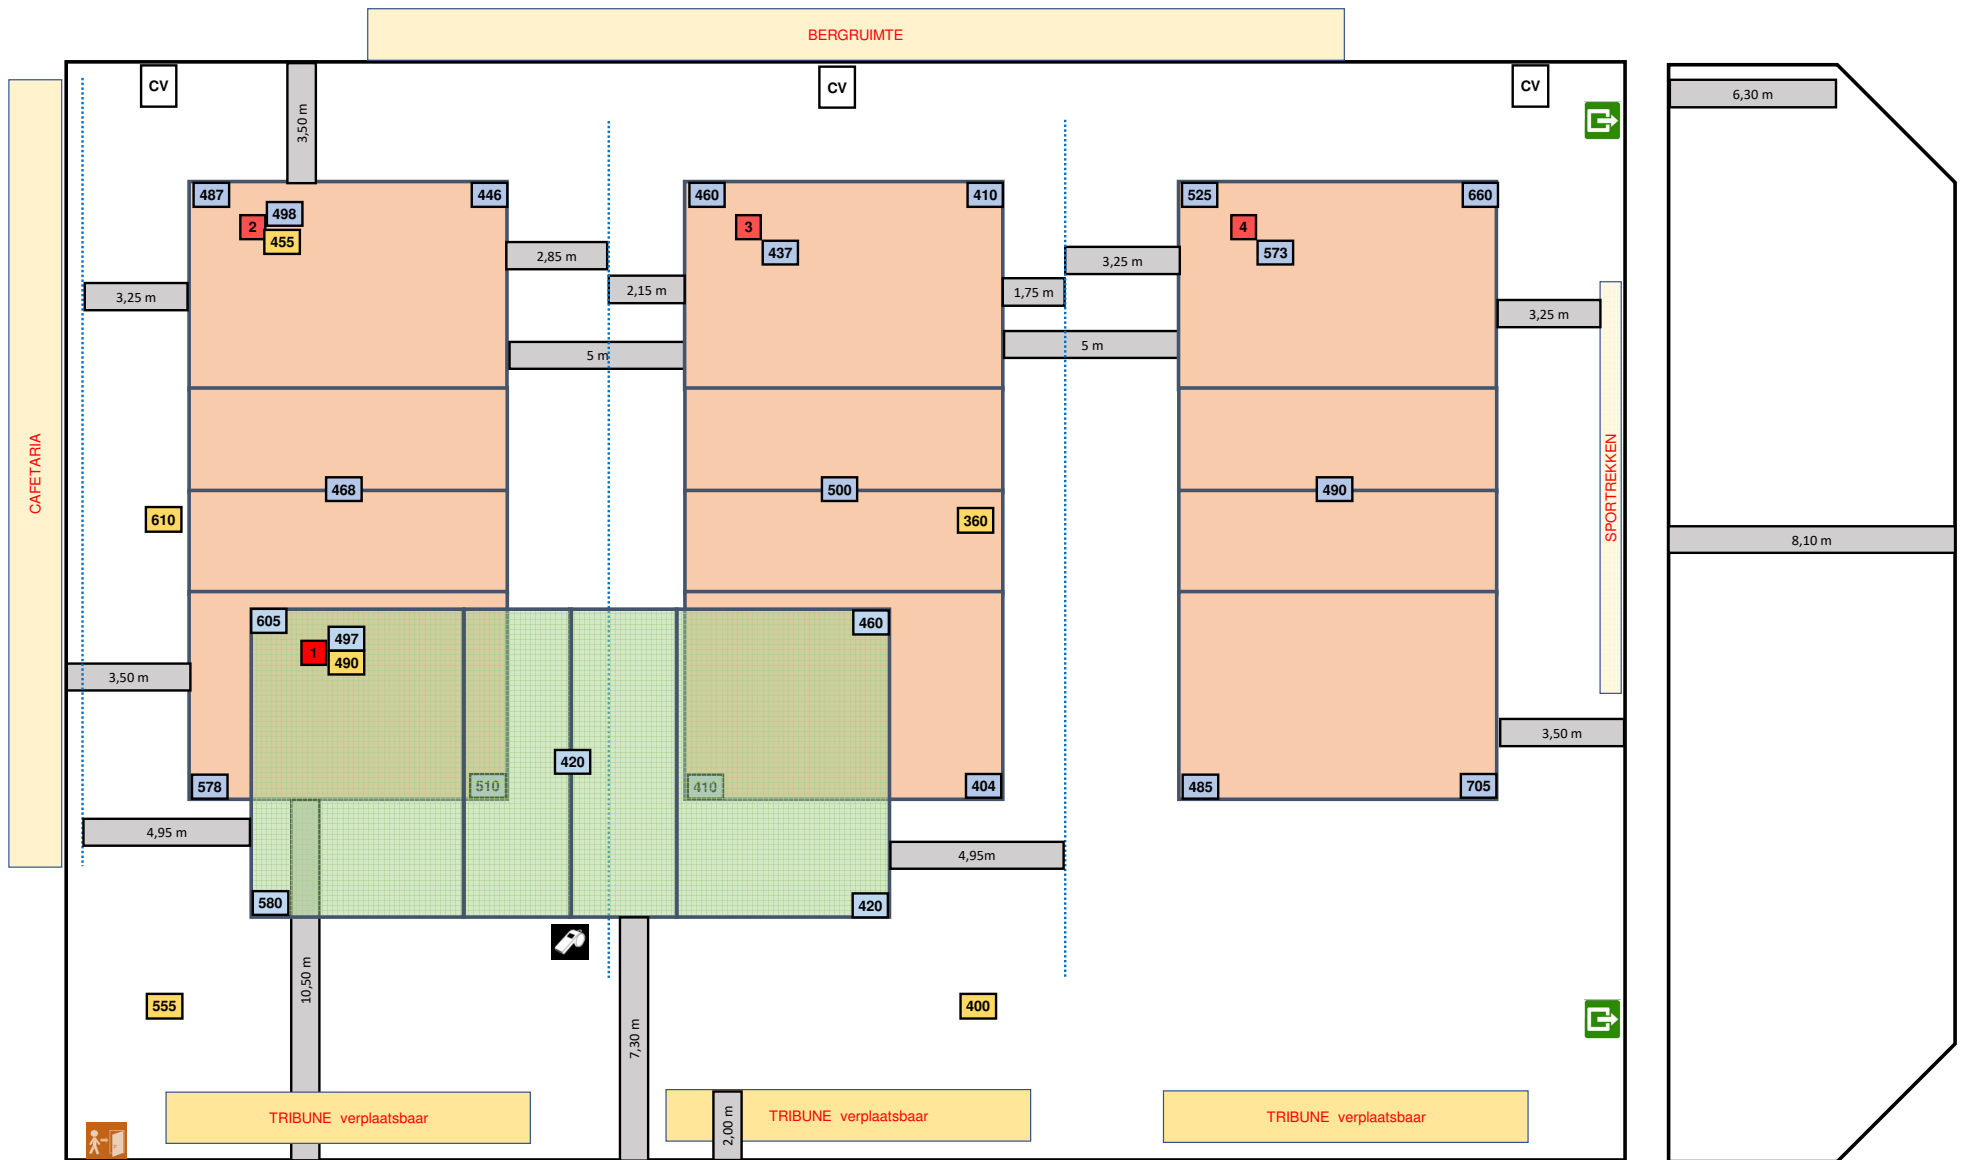 BERGRUIMTE
CV
CV
CV
3,50 m
6,30 m
487
446
460
410
525
660
2
498
455
3
437
4
573
2,85 m
3,25 m
2,15 m
1,75 m
3,25 m
3,25 m
5 m
5 m
CAFETARIA
SPORTREKKEN
468
500
490
610
360
8,10 m
605
460
1
497
490
3,50 m
3,50 m
420
578
510
410
404
485
705
4,95 m
4,95m
580
420
10,50 m
555
400
7,30 m
TRIBUNE verplaatsbaar
2,00 m
TRIBUNE verplaatsbaar
TRIBUNE verplaatsbaar